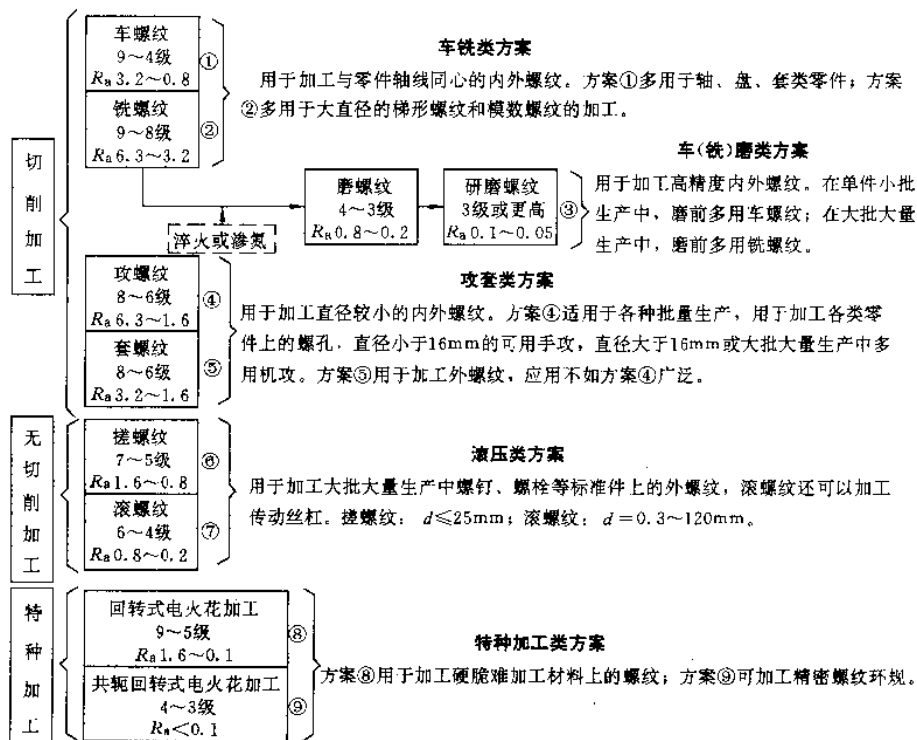 切削加工
车螺纹
9～4级
Ra3.2～0.8
①
铣螺纹
9～8级
Ra6.3～3.2
②
车铣类方案
用于加工与零件轴线同心的内外螺纹。方案①多用于轴、盘、套类零件；方案
②多用于大直径的梯形螺纹和模数螺纹的加工。
淬火或渗氮
磨螺纹
4～3级
Ra0.8～0.2
研磨螺纹
3级或更高
Ra0.1～0.05
③
车(铣)磨类方案
用于加工高精度内外螺纹。在单件小批
生产中，磨前多用车螺纹；在大批大量
生产中，磨前多用铣螺纹。
攻螺纹
8～6级
Ra6.3～1.6
④
套螺纹
8～6级
Ra3.2～1.6
⑤
攻套类方案
用于加工直径较小的内外螺纹。方案④适用于各种批量生产，用于加工各类零
件上的螺孔，直径小于16mm的可用手攻，直径大于16mm或大批大量生产中多
用机攻。方案⑤用于加工外螺纹，应用不如方案④广泛。
无切削加工
搓螺纹
7～5级
Ra1.6～0.8
⑥
滚螺纹
6～4级
Ra0.8～0.2
⑦
滚压类方案
用于加工大批大量生产中螺钉、螺栓等标准件上的外螺纹，滚螺纹还可以加工
传动丝杠。搓螺纹：d≤25mm；滚螺纹：d＝0.3～120mm。
特种加工
回转式电火花加工
9～5级
Ra1.6～0.1
⑧
共轭回转式电火花加工
4～3级
Ra＜0.1
⑨
特种加工类方案
方案⑧用于加工硬脆难加工材料上的螺纹；方案⑨可加工精密螺纹环规。